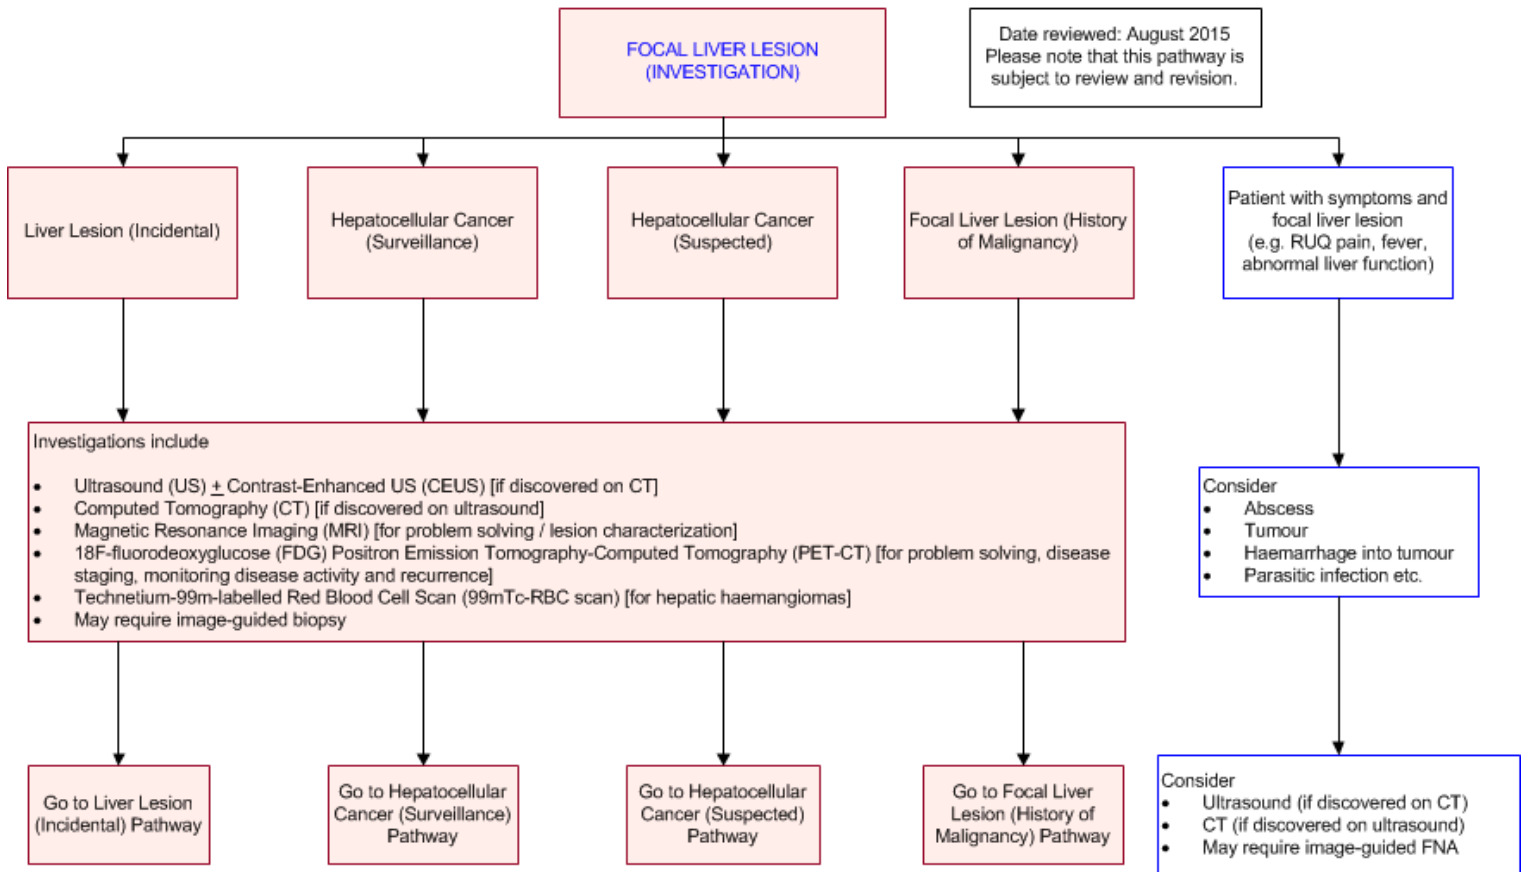 FOCAL LIVER LESION
(INVESTIGATION)
Date reviewed: August 2015
Please note that this pathway is
subject to review and revision.
Liver Lesion (Incidental)
Hepatocellular Cancer
(Surveillance)
Hepatocellular Cancer
(Suspected)
Focal Liver Lesion (History
of Malignancy)
Patient with symptoms and
focal liver lesion
(e.g. RUQ pain, fever,
abnormal liver function)
Investigations include
• Ultrasound (US) ± Contrast-Enhanced US (CEUS) [if discovered on CT]
• Computed Tomography (CT) [if discovered on ultrasound]
• Magnetic Resonance Imaging (MRI) [for problem solving / lesion characterization]
• 18F-fluorodeoxyglucose (FDG) Positron Emission Tomography-Computed Tomography (PET-CT) [for problem solving, disease
staging, monitoring disease activity and recurrence]
• Technetium-99m-labelled Red Blood Cell Scan (99mTc-RBC scan) [for hepatic haemangiomas]
• May require image-guided biopsy
Consider
• Abscess
• Tumour
• Haemarrhage into tumour
• Parasitic infection etc.
Go to Liver Lesion
(Incidental) Pathway
Go to Hepatocellular
Cancer (Surveillance)
Pathway
Go to Hepatocellular
Cancer (Suspected)
Pathway
Go to Focal Liver
Lesion (History of
Malignancy) Pathway
Consider
• Ultrasound (if discovered on CT)
• CT (if discovered on ultrasound)
• May require image-guided FNA